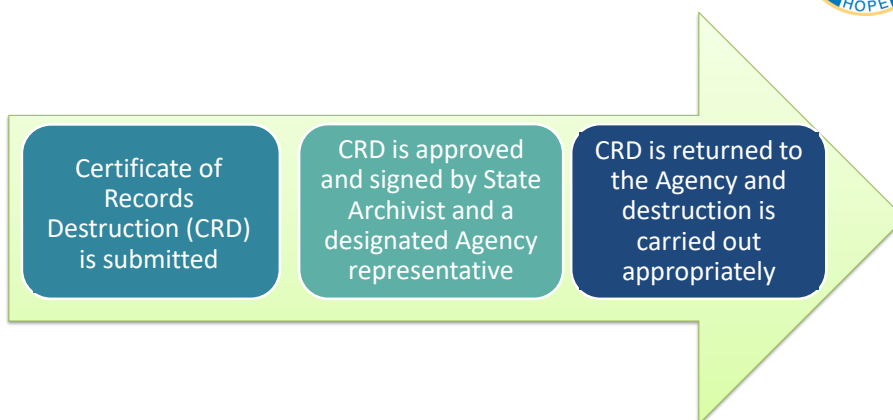 HOPE
Certificate of
Records
Destruction (CRD)
is submitted
CRD is approved
and signed by State
Archivist and a
designated Agency
representative
CRD is returned to
the Agency and
destruction is
carried out
appropriately